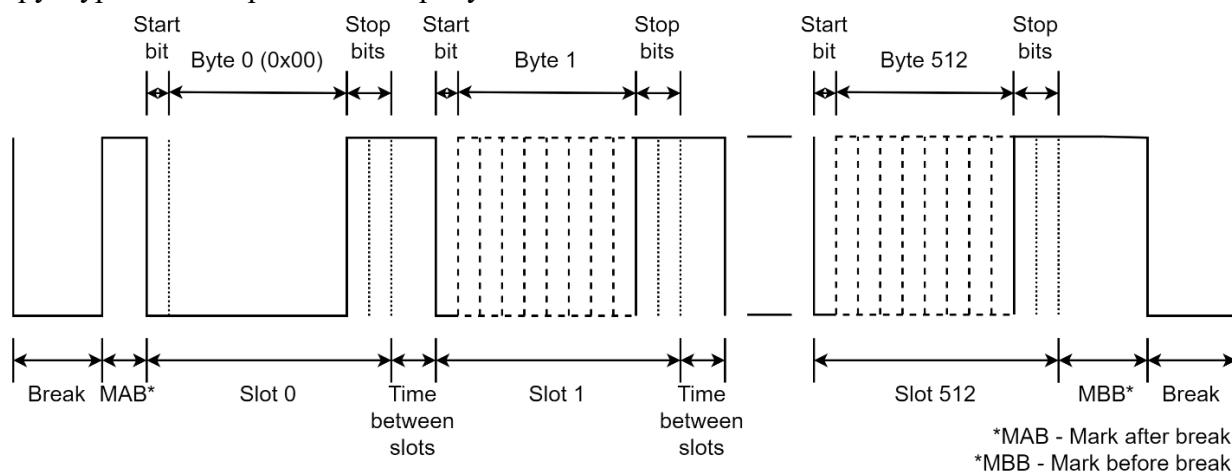 Start
bit
Byte 0 (0x00)
Stop
bits
Start
bit
Byte 1
Stop
bits
Start
bit
Byte 512
Stop
bits
Break
MAB*
Slot 0
Time
between
slots
Slot 1
Time
between
slots
Slot 512
MBB*
Break
*MAB - Mark after break
*MBB - Mark before break